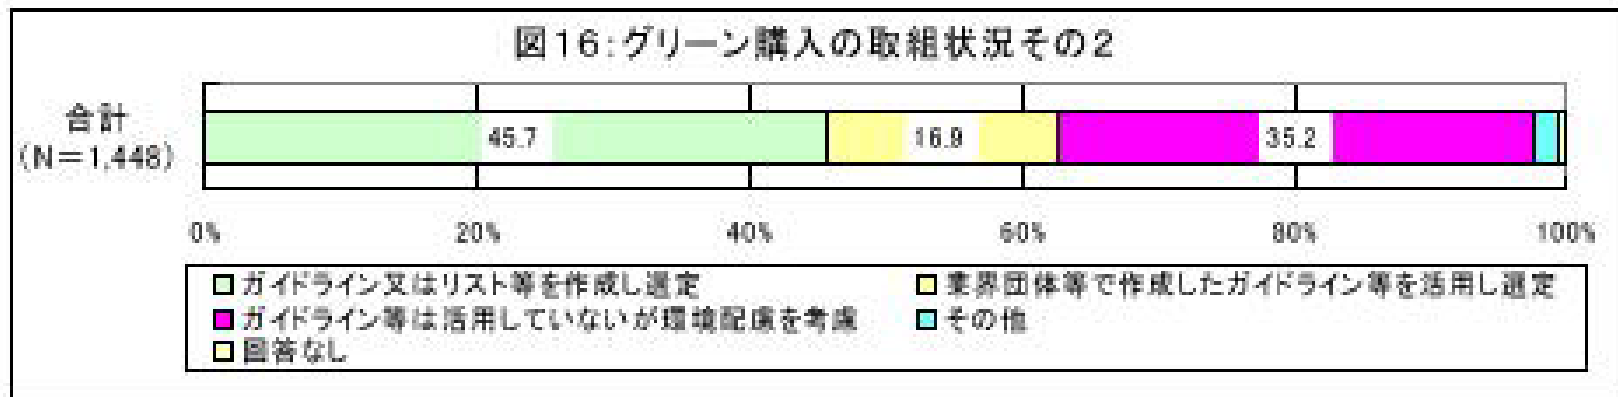 図16:グリーン購入の取組状況その2
合計
(N=1,448)
45.7
16.9
35.2
0%
20%
40%
60%
80%
100%
ガイドライン又はリスト等を作成し選定
業界団体等で作成したガイドライン等を活用し選定
ガイドライン等は活用していないが環境配慮を考慮
その他
回答なし